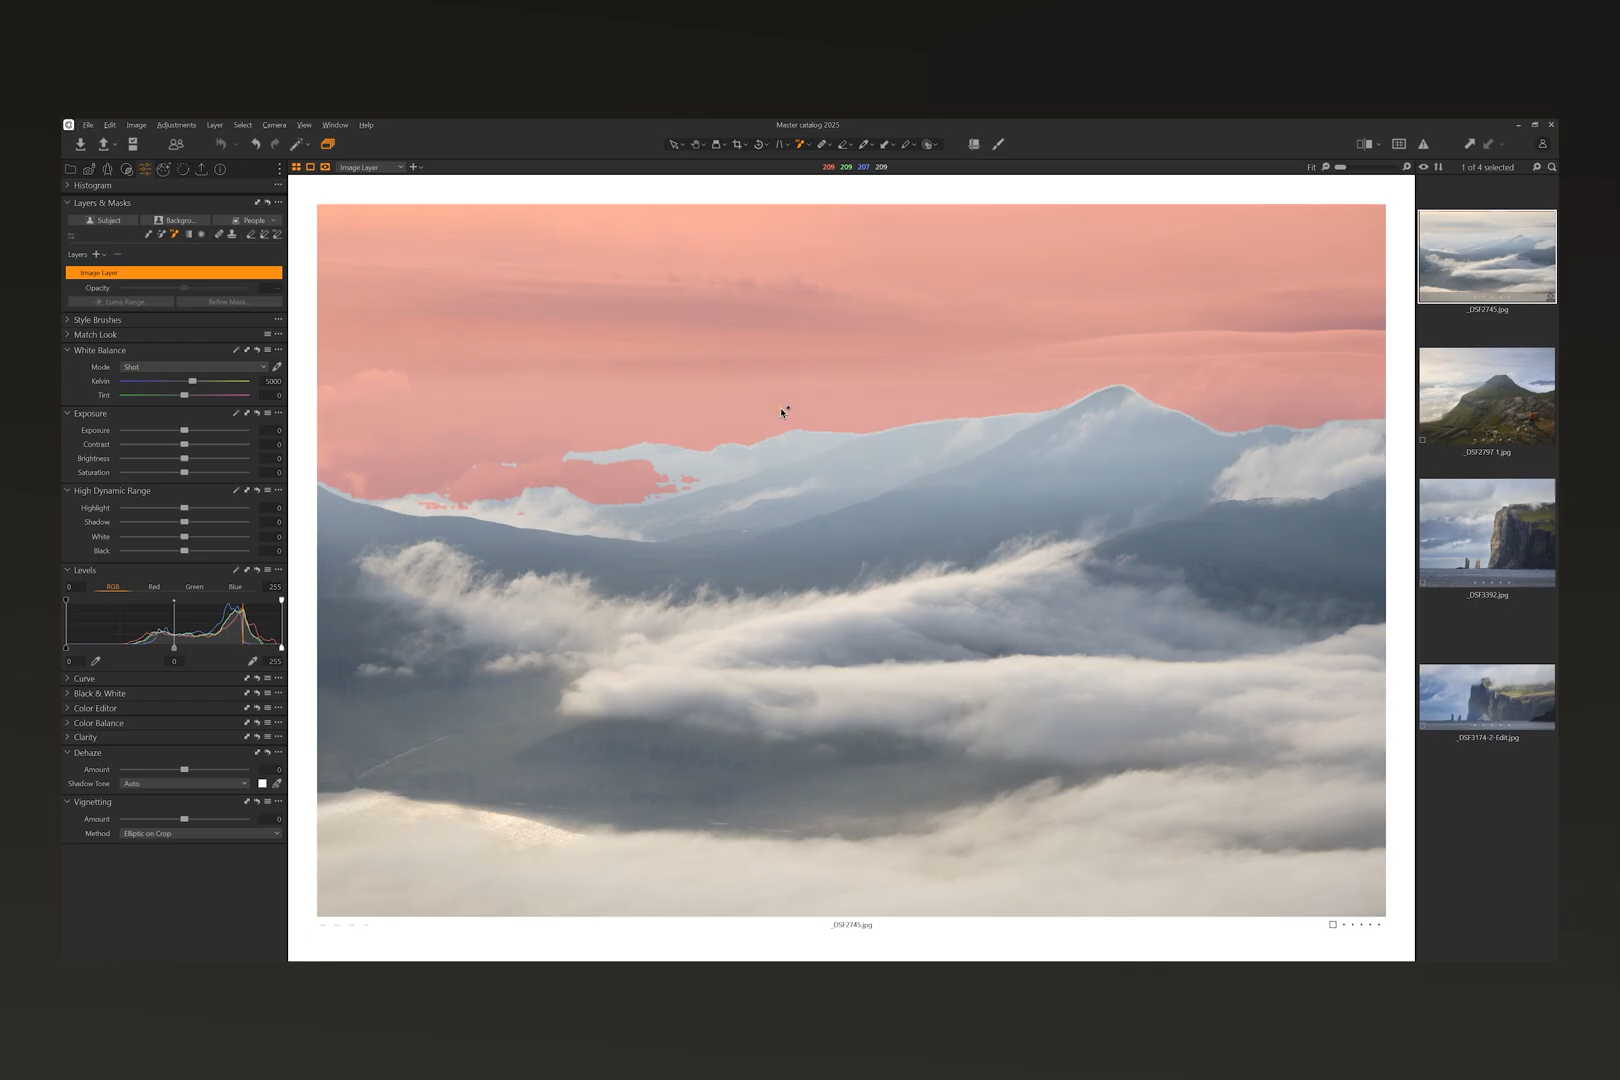 File Edit Image Adjustments Layer Select Camera View Window Help
Master catalog 2025
Image Layer
209 209 207 209
Fit
1 of 4 selected
Histogram
Layers & Masks
Subject Backgro... People
Layers
Image Layer
Opacity
Luma Range... Refine Mask...
Style Brushes
Match Look
White Balance
Mode Shot
Kelvin 5000
Tint 0
Exposure
Exposure 0
Contrast 0
Brightness 0
Saturation 0
High Dynamic Range
Highlight 0
Shadow 0
White 0
Black 0
Levels
0 RGB Red Green Blue 255
0 0 255
Curve
Black & White
Color Editor
Color Balance
Clarity
Dehaze
Amount 0
Shadow Tone Auto
Vignetting
Amount 0
Method Elliptic on Crop
_DSF2745.jpg
_DSF2745.jpg
_DSF2797 1.jpg
_DSF3392.jpg
_DSF3174-2-Edit.jpg